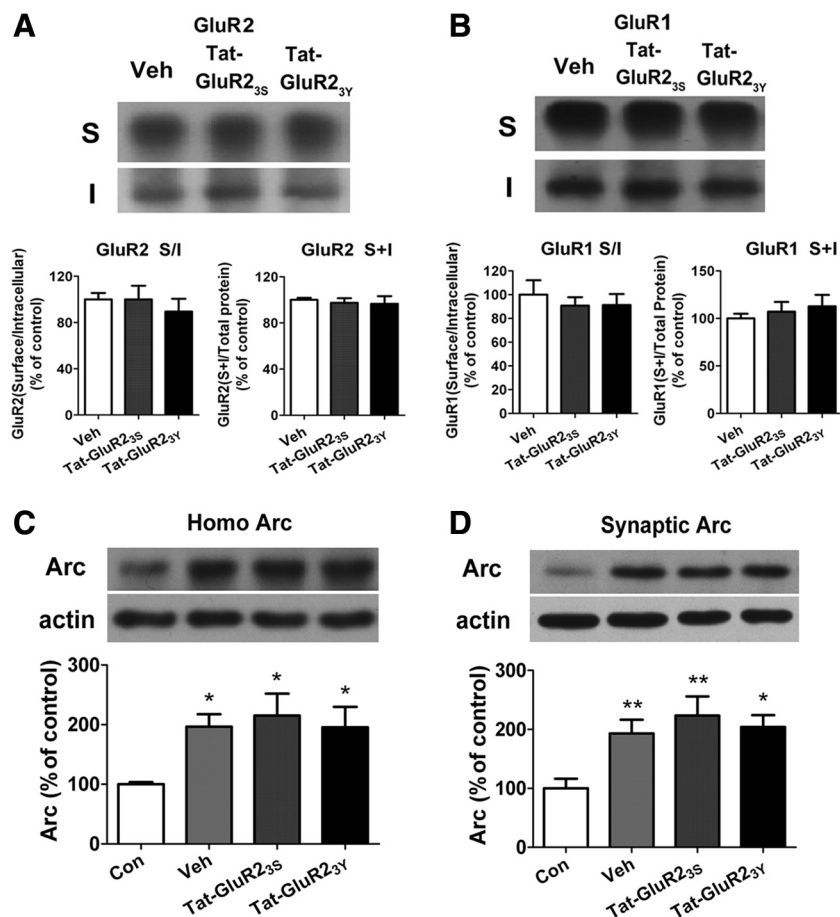 A
GluR2
Veh
Tat-
GluR23S
Tat-
GluR23Y
S
I
GluR2 S/I
GluR2(Surface/Intracellular)
(% of control)
120
80
40
0
Veh
Tat-GluR23S
Tat-GluR23Y
GluR2 S+I
GluR2(S+I/Total protein)
(% of control)
120
80
40
0
Veh
Tat-GluR23S
Tat-GluR23Y
B
GluR1
Veh
Tat-
GluR23S
Tat-
GluR23Y
S
I
GluR1 S/I
GluR1(Surface/Intracellular)
(% of control)
120
100
80
60
40
20
0
Veh
Tat-GluR23S
Tat-GluR23Y
GluR1 S+I
GluR1(S+I/Total Protein)
(% of control)
150
100
50
0
Veh
Tat-GluR23S
Tat-GluR23Y
C
Homo Arc
Arc
actin
Arc (% of control)
300
200
100
0
*
*
*
Con
Veh
Tat-GluR23S
Tat-GluR23Y
D
Synaptic Arc
Arc
actin
Arc (% of control)
300
200
100
0
**
**
*
Con
Veh
Tat-GluR23S
Tat-GluR23Y